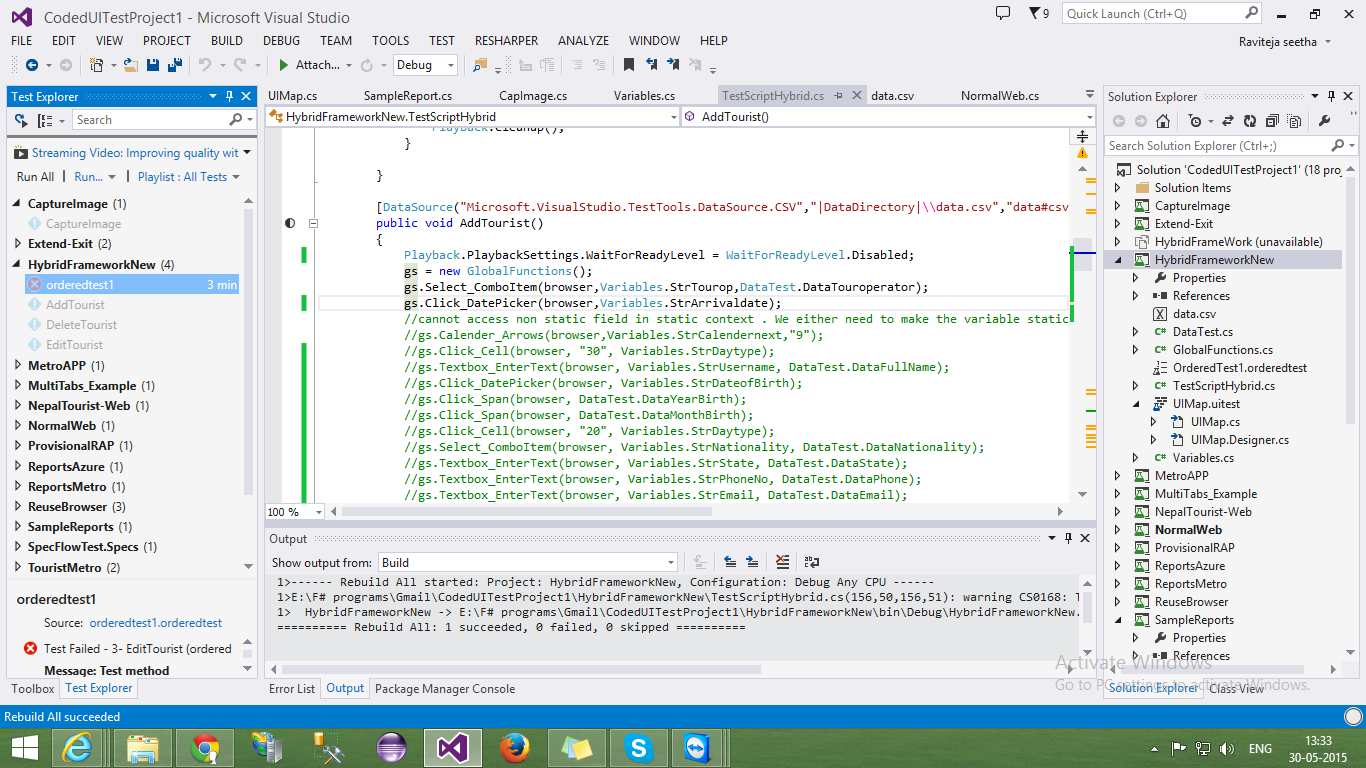 CodedUITestProject1 - Microsoft Visual Studio
9
Quick Launch (Ctrl+Q)
FILE EDIT VIEW PROJECT BUILD DEBUG TEAM TOOLS TEST RESHARPER ANALYZE WINDOW HELP
Raviteja seetha
Attach... Debug
Test Explorer
Search
Streaming Video: Improving quality wit
Run All Run... Playlist : All Tests
CaptureImage (1)
CaptureImage
Extend-Exit (2)
HybridFrameworkNew (4)
orderedtest1 3 min
AddTourist
DeleteTourist
EditTourist
MetroAPP (1)
MultiTabs_Example (1)
NepalTourist-Web (1)
NormalWeb (1)
ProvisionalRAP (1)
ReportsAzure (1)
ReportsMetro (1)
ReuseBrowser (3)
SampleReports (1)
SpecFlowTest.Specs (1)
TouristMetro (2)
orderedtest1
Source: orderedtest1.orderedtest
Test Failed - 3- EditTourist (ordered
Message: Test method
Toolbox Test Explorer
UIMap.cs SampleReport.cs CapImage.cs Variables.cs TestScriptHybrid.cs data.csv NormalWeb.cs
HybridFrameworkNew.TestScriptHybrid AddTourist()
Playback.Cleanup();
}
}
[DataSource("Microsoft.VisualStudio.TestTools.DataSource.CSV","|DataDirectory|\\data.csv","data#csv
public void AddTourist()
{
Playback.PlaybackSettings.WaitForReadyLevel = WaitForReadyLevel.Disabled;
gs = new GlobalFunctions();
gs.Select_ComboItem(browser,Variables.StrTourop,DataTest.DataTouroperator);
gs.Click_DatePicker(browser,Variables.StrArrivaldate);
//cannot access non static field in static context . We either need to make the variable static
//gs.Calender_Arrows(browser,Variables.StrCalendernext,"9");
//gs.Click_Cell(browser, "30", Variables.StrDaytype);
//gs.Textbox_EnterText(browser, Variables.StrUsername, DataTest.DataFullName);
//gs.Click_DatePicker(browser, Variables.StrDateofBirth);
//gs.Click_Span(browser, DataTest.DataYearBirth);
//gs.Click_Span(browser, DataTest.DataMonthBirth);
//gs.Click_Cell(browser, "20", Variables.StrDaytype);
//gs.Select_ComboItem(browser,Variables.StrNationality, DataTest.DataNationality);
//gs.Textbox_EnterText(browser, Variables.StrState, DataTest.DataState);
//gs.Textbox_EnterText(browser, Variables.StrPhoneNo, DataTest.DataPhone);
//gs.Textbox_EnterText(browser, Variables.StrEmail, DataTest.DataEmail);
100 %
Output
Show output from: Build
1>------ Rebuild All started: Project: HybridFrameworkNew, Configuration: Debug Any CPU ------
1>E:\F# programs\Gmail\CodedUITestProject1\HybridFrameworkNew\TestScriptHybrid.cs(156,50,156,51): warning CS0168: T
1> HybridFrameworkNew -> E:\F# programs\Gmail\CodedUITestProject1\HybridFrameworkNew\bin\Debug\HybridFrameworkNew.
========== Rebuild All: 1 succeeded, 0 failed, 0 skipped ==========
Error List Output Package Manager Console
Solution Explorer
Search Solution Explorer (Ctrl+;)
Solution 'CodedUITestProject1' (18 proj
Solution Items
CaptureImage
Extend-Exit
HybridFrameWork (unavailable)
HybridFrameworkNew
Properties
References
data.csv
DataTest.cs
GlobalFunctions.cs
OrderedTest1.orderedtest
TestScriptHybrid.cs
UIMap.uitest
UIMap.cs
UIMap.Designer.cs
Variables.cs
MetroAPP
MultiTabs_Example
NepalTourist-Web
NormalWeb
ProvisionalRAP
ReportsAzure
ReportsMetro
ReuseBrowser
SampleReports
Properties
References
Activate Windows
Go to PC settings to activate Windows.
Solution Explorer Class View
Rebuild All succeeded
ENG
13:33
30-05-2015